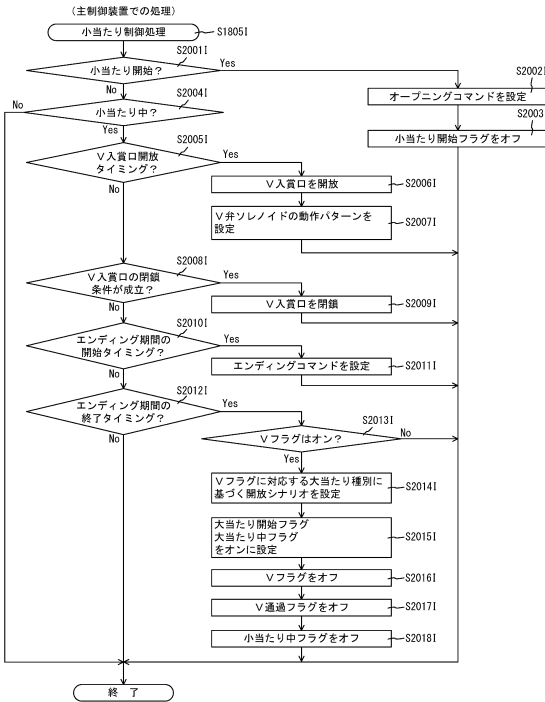 (主制御装置での処理)
小当たり制御処理
S1805I
S2001I
小当たり開始?
Yes
No
S2002I
オープニングコマンドを設定
S2003
小当たり開始フラグをオフ
S2004I
小当たり中?
No
Yes
S2005I
V入賞口開放
タイミング?
Yes
No
V入賞口を開放
S2006I
V弁ソレノイドの動作パターンを
設定
S2007I
S2008I
V入賞口の閉鎖
条件が成立?
Yes
No
V入賞口を閉鎖
S2009I
S2010I
エンディング期間の
開始タイミング?
Yes
No
エンディングコマンドを設定
S2011I
S2012I
エンディング期間の
終了タイミング?
Yes
No
S2013I
Vフラグはオン?
No
Yes
Vフラグに対応する大当たり種別に
基づく開放シナリオを設定
S2014I
大当たり開始フラグ
大当たり中フラグ
をオンに設定
S2015I
Vフラグをオフ
S2016I
V通過フラグをオフ
S2017I
小当たり中フラグをオフ
S2018I
終 了